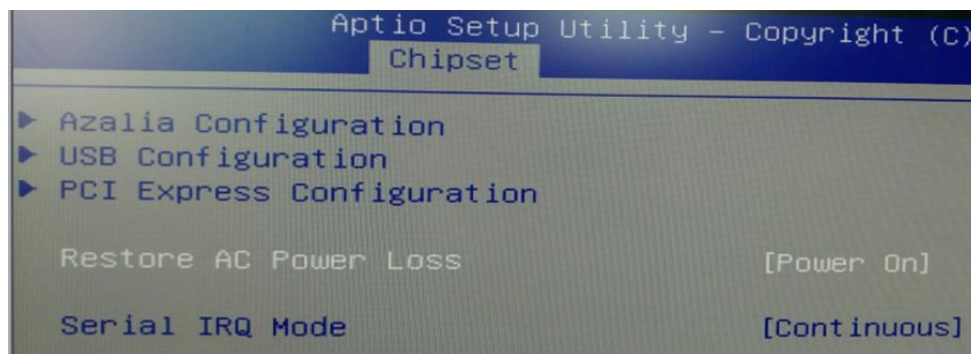 Aptio Setup Utility – Copyright (C)
Chipset
Azalia Configuration
USB Configuration
PCI Express Configuration
Restore AC Power Loss [Power On]
Serial IRQ Mode [Continuous]